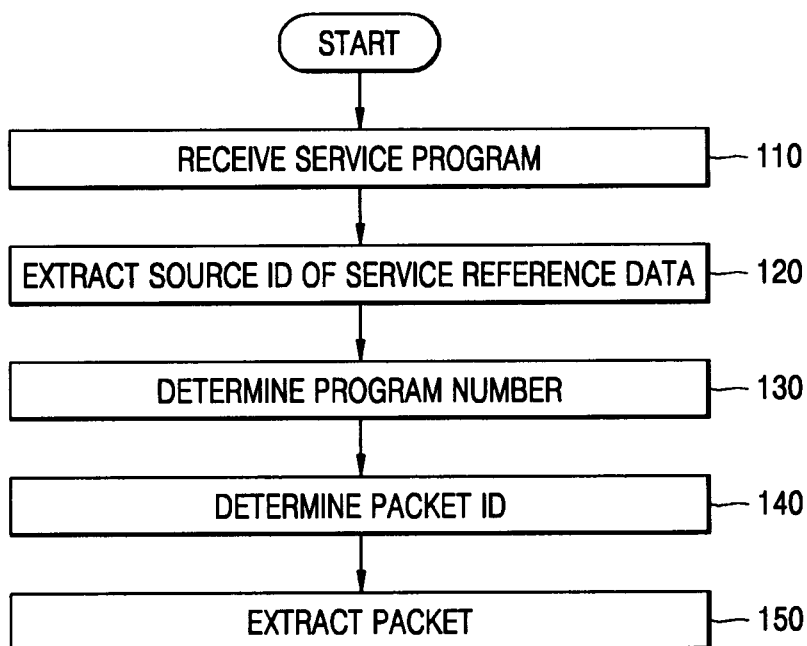 START
RECEIVE SERVICE PROGRAM 110
EXTRACT SOURCE ID OF SERVICE REFERENCE DATA 120
DETERMINE PROGRAM NUMBER 130
DETERMINE PACKET ID 140
EXTRACT PACKET 150